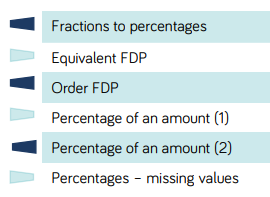 Fractions to percentages
Equivalent FDP
Order FDP
Percentage of an amount (1)
Percentage of an amount (2)
Percentages – missing values